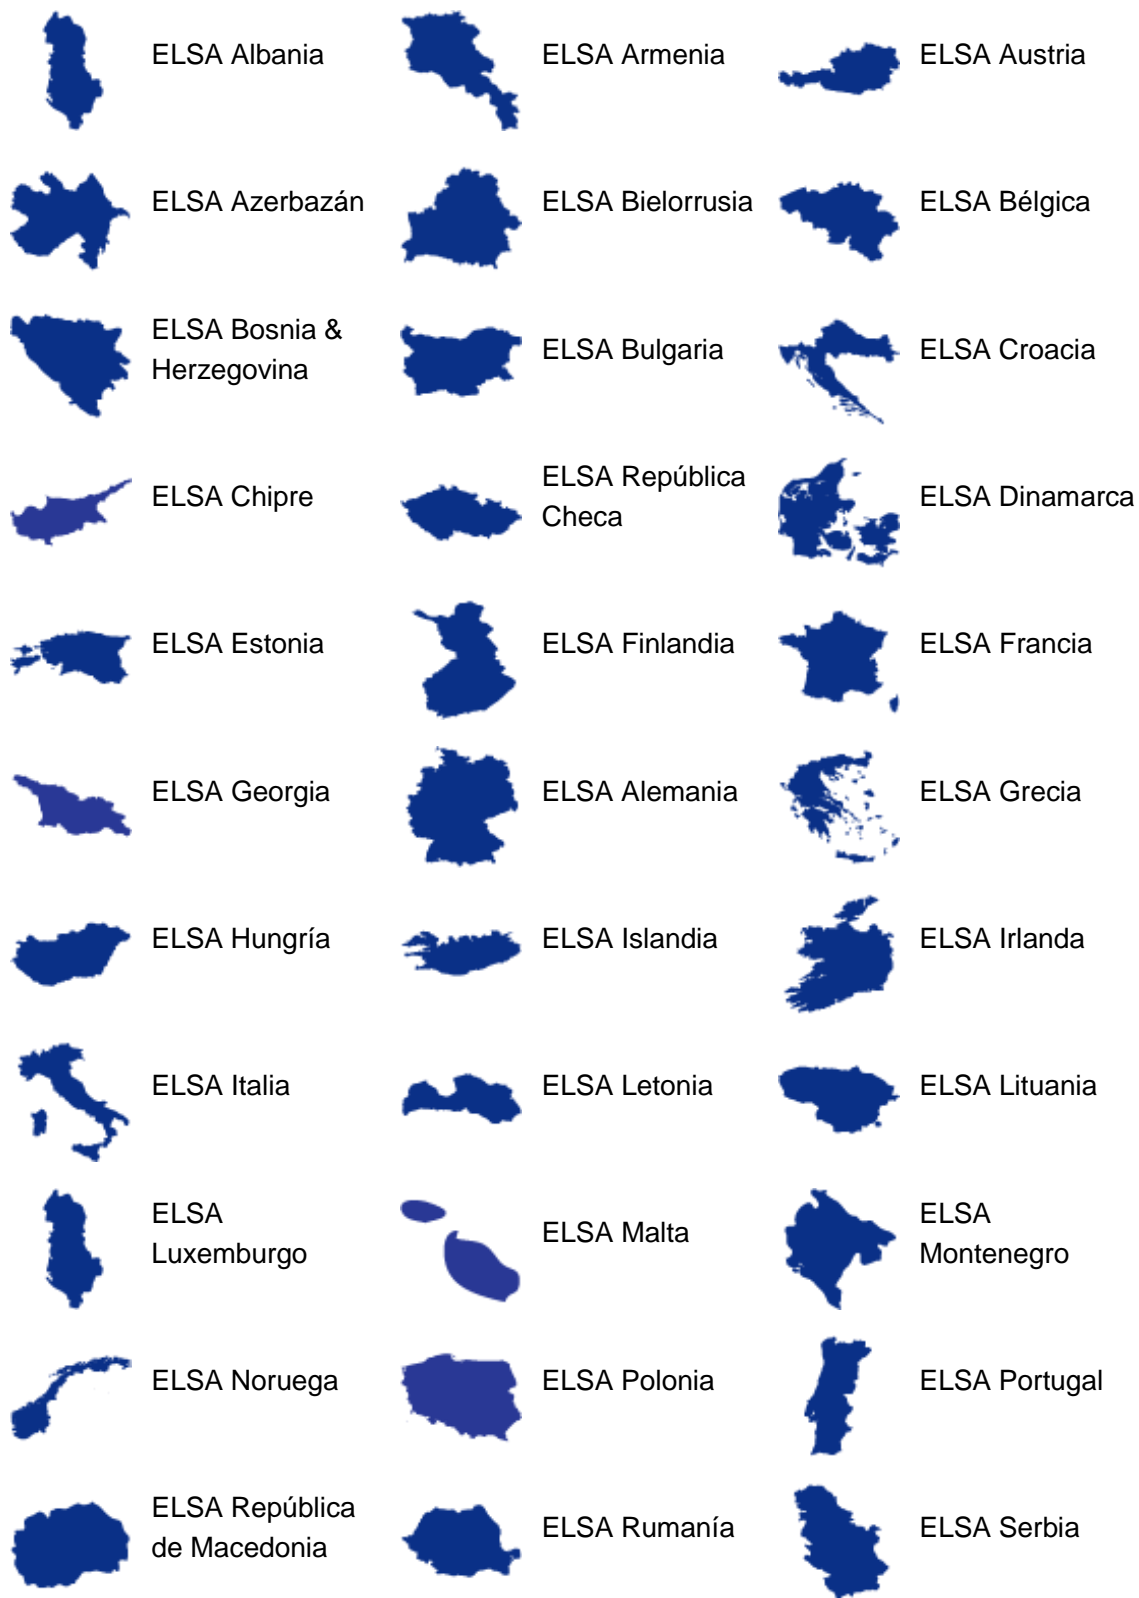 ELSA Albania
ELSA Armenia
ELSA Austria
ELSA Azerbazán
ELSA Bielorrusia
ELSA Bélgica
ELSA Bosnia &
Herzegovina
ELSA Bulgaria
ELSA Croacia
ELSA Chipre
ELSA República
Checa
ELSA Dinamarca
ELSA Estonia
ELSA Finlandia
ELSA Francia
ELSA Georgia
ELSA Alemania
ELSA Grecia
ELSA Hungría
ELSA Islandia
ELSA Irlanda
ELSA Italia
ELSA Letonia
ELSA Lituania
ELSA
Luxemburgo
ELSA Malta
ELSA
Montenegro
ELSA Noruega
ELSA Polonia
ELSA Portugal
ELSA República
de Macedonia
ELSA Rumanía
ELSA Serbia